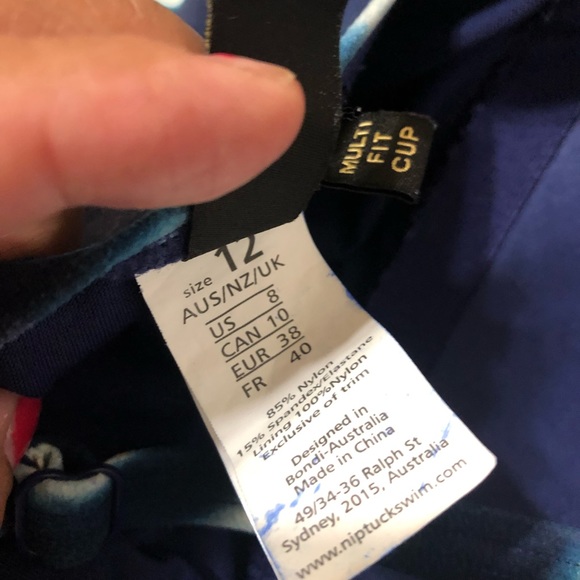 MULTI
FIT
CUP
size 12
AUS/NZ/UK
US 8
CAN 10
EUR 38
FR 40
85% Nylon
15% Spandex/Elastane
Lining 100%Nylon
Exclusive of trim
Designed in
Bondi-Australia
Made in China
49/34-36 Ralph St
Sydney, 2015, Australia
www.niptuckswim.com